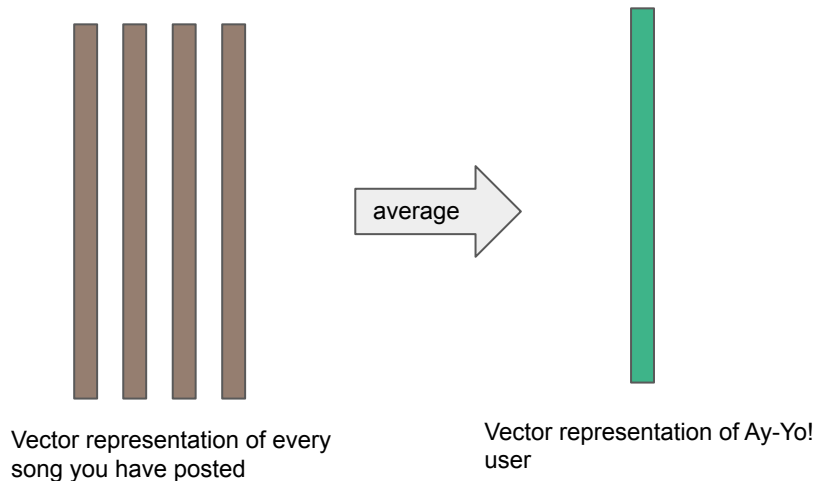 average
Vector representation of every
song you have posted
Vector representation of Ay-Yo!
user